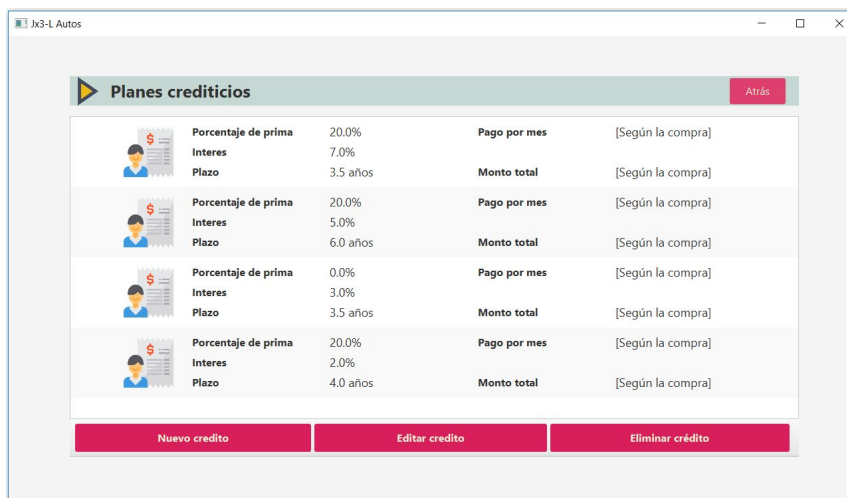 Jx3-L Autos
Planes crediticios Atrás
Porcentaje de prima 20.0% Pago por mes [Según la compra]
Interes 7.0%
Plazo 3.5 años Monto total [Según la compra]
Porcentaje de prima 20.0% Pago por mes [Según la compra]
Interes 5.0%
Plazo 6.0 años Monto total [Según la compra]
Porcentaje de prima 0.0% Pago por mes [Según la compra]
Interes 3.0%
Plazo 3.5 años Monto total [Según la compra]
Porcentaje de prima 20.0% Pago por mes [Según la compra]
Interes 2.0%
Plazo 4.0 años Monto total [Según la compra]
Nuevo credito Editar credito Eliminar crédito